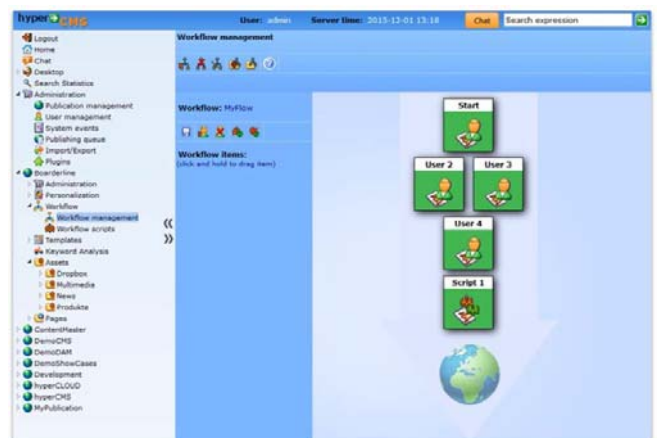 hyperCMS
User: admin
Server time: 2015-12-01 13:18
Chat
Search expression
Logout
Home
Chat
Desktop
Search Statistics
Administration
Publication management
User management
System events
Publishing queue
Import/Export
Plugins
Boarderline
Administration
Personalization
Workflow
Workflow management
Workflow scripts
Templates
Keyword Analysis
Assets
Dropbox
Multimedia
News
Produkte
Pages
ContentMaster
DemoCMS
DemoDAM
DemoShowCases
Development
hyperCLOUD
hyperCMS
MyPublication
Workflow management
Workflow: MyFlow
Workflow items:
(click and hold to drag item)
Start
User 2
User 3
User 4
Script 1